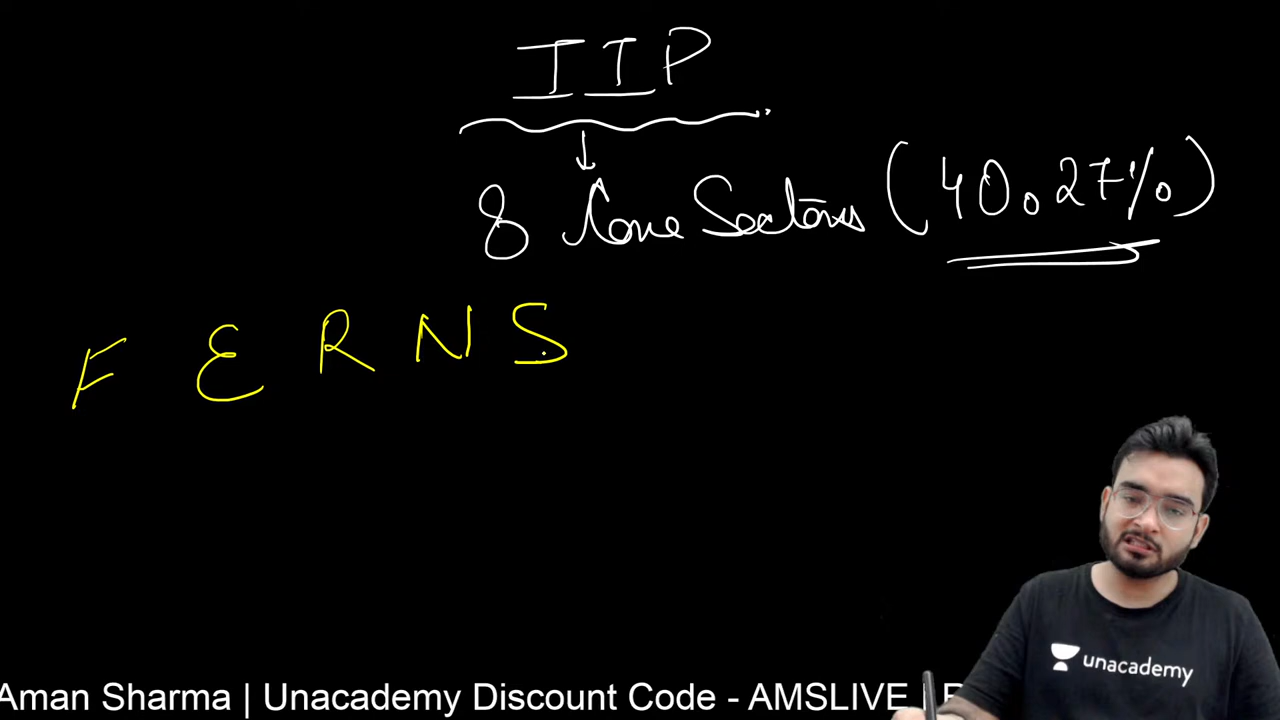 IIP
8 Core Sectors (40.27%)
F E R N S
unacademy
Aman Sharma | Unacademy Discount Code - AMSLIVE |